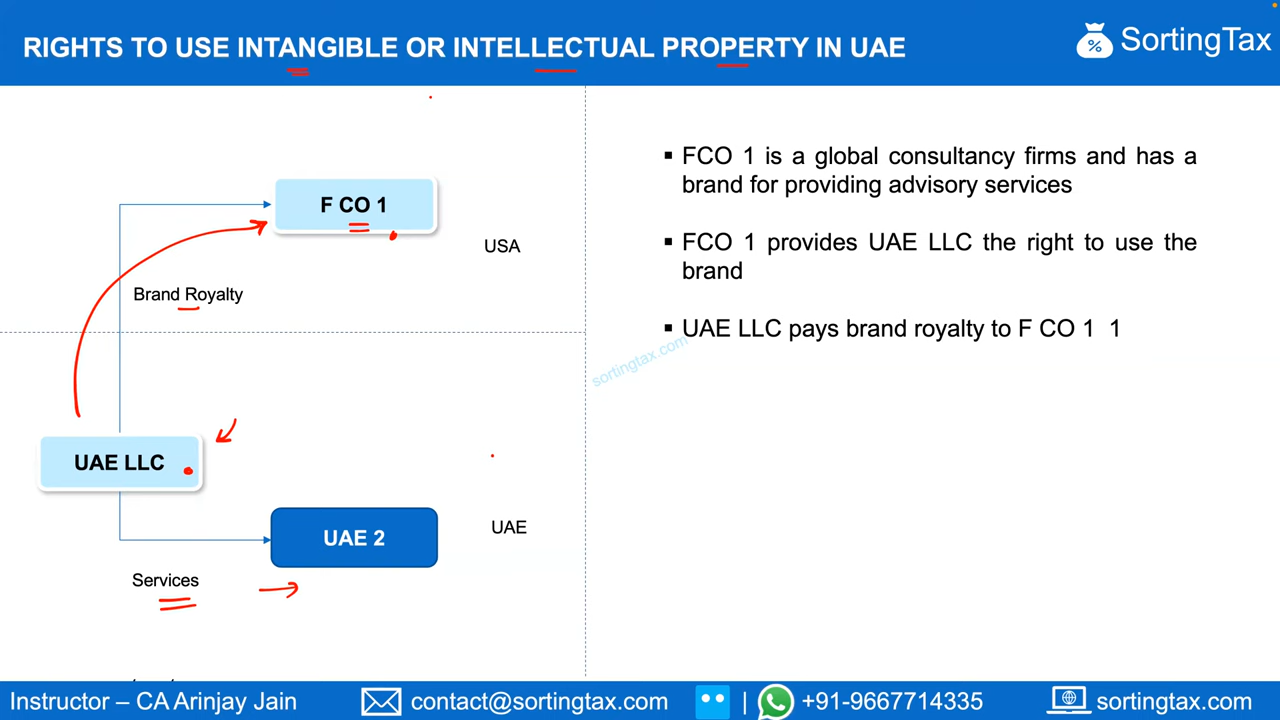 RIGHTS TO USE INTANGIBLE OR INTELLECTUAL PROPERTY IN UAE
SortingTax
F CO 1
USA
Brand Royalty
UAE LLC
UAE 2
UAE
Services
▪ FCO 1 is a global consultancy firms and has a
brand for providing advisory services
▪ FCO 1 provides UAE LLC the right to use the
brand
▪ UAE LLC pays brand royalty to F CO 1 1
sortingtax.com
Instructor – CA Arinjay Jain
contact@sortingtax.com
| +91-9667714335
sortingtax.com